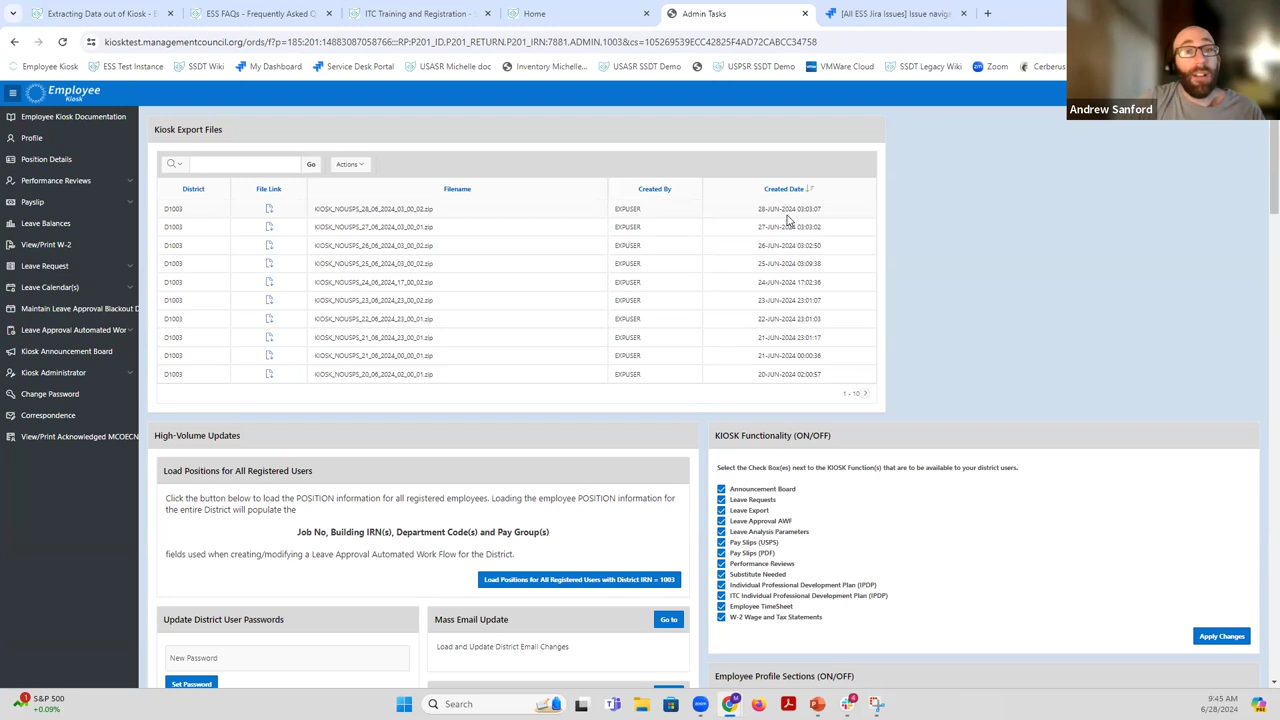 Extracting Data out of Kiosk - E
ESS FAQs - Frequently Asked Q
ITC Training and Registration -
Home
Admin Tasks
[All ESS Jira Issues] Issue navig
kiosktest.managementcouncil.org/ords/f?p=185:201:14883087038766:::RP:P201_ID,P201_RETURN,P201_IRN:7881,ADMIN,1003&cs=105269539ECC42825F4AD72CABCC34758
Employee Kiosk
ESS Test Instance
SSDT Wiki
My Dashboard
Service Desk Portal
USASR Michelle ...
Inventory Michelle...
USASR SSDT Demo
USPSR SSDT Demo
VMWare Cloud
SSDT Legacy Wiki
Zoom
Cerberus
Andrew Sanford
Employee
Kiosk
Employee Kiosk Documentation
Profile
Position Details
Performance Reviews
Payslip
Leave Balances
View/Print W-2
Leave Request
Leave Calendar(s)
Maintain Leave Approval Blackout D
Leave Approval Automated Wor
Kiosk Announcement Board
Kiosk Administrator
Change Password
Correspondence
View/Print Acknowledged MCOECN
Kiosk Export Files
Go
Actions
District File Link Filename Created By Created Date
D1003 KIOSK_NOUSPS_28_06_2024_03_00_02.zip EXPUSER 28-JUN-2024 03:03:07
D1003 KIOSK_NOUSPS_27_06_2024_03_00_01.zip EXPUSER 27-JUN-2024 03:03:02
D1003 KIOSK_NOUSPS_26_06_2024_03_00_02.zip EXPUSER 26-JUN-2024 03:02:50
D1003 KIOSK_NOUSPS_25_06_2024_03_00_02.zip EXPUSER 25-JUN-2024 03:09:38
D1003 KIOSK_NOUSPS_24_06_2024_17_00_02.zip EXPUSER 24-JUN-2024 17:02:36
D1003 KIOSK_NOUSPS_23_06_2024_23_00_02.zip EXPUSER 23-JUN-2024 23:01:07
D1003 KIOSK_NOUSPS_22_06_2024_23_00_01.zip EXPUSER 22-JUN-2024 23:01:03
D1003 KIOSK_NOUSPS_21_06_2024_23_00_01.zip EXPUSER 21-JUN-2024 23:01:17
D1003 KIOSK_NOUSPS_21_06_2024_00_00_01.zip EXPUSER 21-JUN-2024 00:00:36
D1003 KIOSK_NOUSPS_20_06_2024_02_00_01.zip EXPUSER 20-JUN-2024 02:00:57
1 - 10
High-Volume Updates
Load Positions for All Registered Users
Click the button below to load the POSITION information for all registered employees. Loading the employee POSITION information for
the entire District will populate the
Job No, Building IRN(s), Department Code(s) and Pay Group(s)
fields used when creating/modifying a Leave Approval Automated Work Flow for the District.
Load Positions for All Registered Users with District IRN = 1003
Update District User Passwords
New Password
Set Password
Mass Email Update
Go to
Load and Update District Email Changes
KIOSK Functionality (ON/OFF)
Select the Check Box(es) next to the KIOSK Function(s) that are to be available to your district users.
Announcement Board
Leave Requests
Leave Export
Leave Approval AWF
Leave Analysis Parameters
Pay Slips (USPS)
Pay Slips (PDF)
Performance Reviews
Substitute Needed
Individual Professional Development Plan (IPDP)
ITC Individual Professional Development Plan (IPDP)
Employee TimeSheet
W-2 Wage and Tax Statements
Apply Changes
Employee Profile Sections (ON/OFF)
S&P 500
+0.09%
Search
9:45 AM
6/28/2024